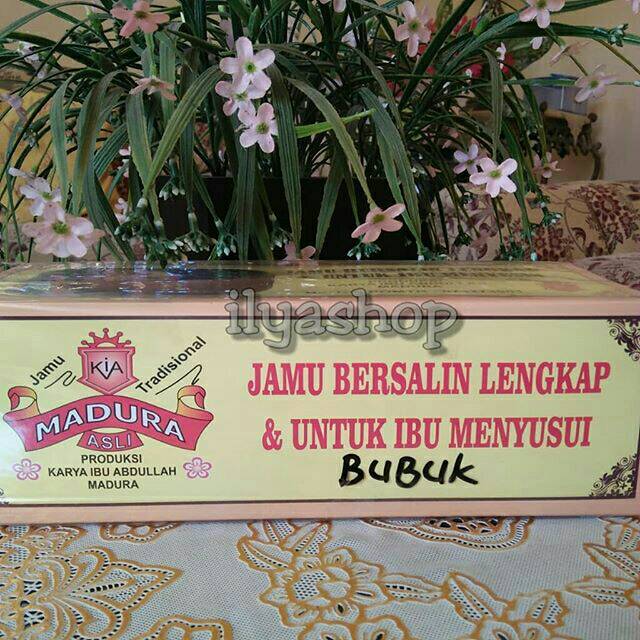 ilyashop
Jamu Tradisional
KIA
MADURA
ASLI
PRODUKSI
KARYA IBU ABDULLAH
MADURA
JAMU BERSALIN LENGKAP
& UNTUK IBU MENYUSUI
BUBUK